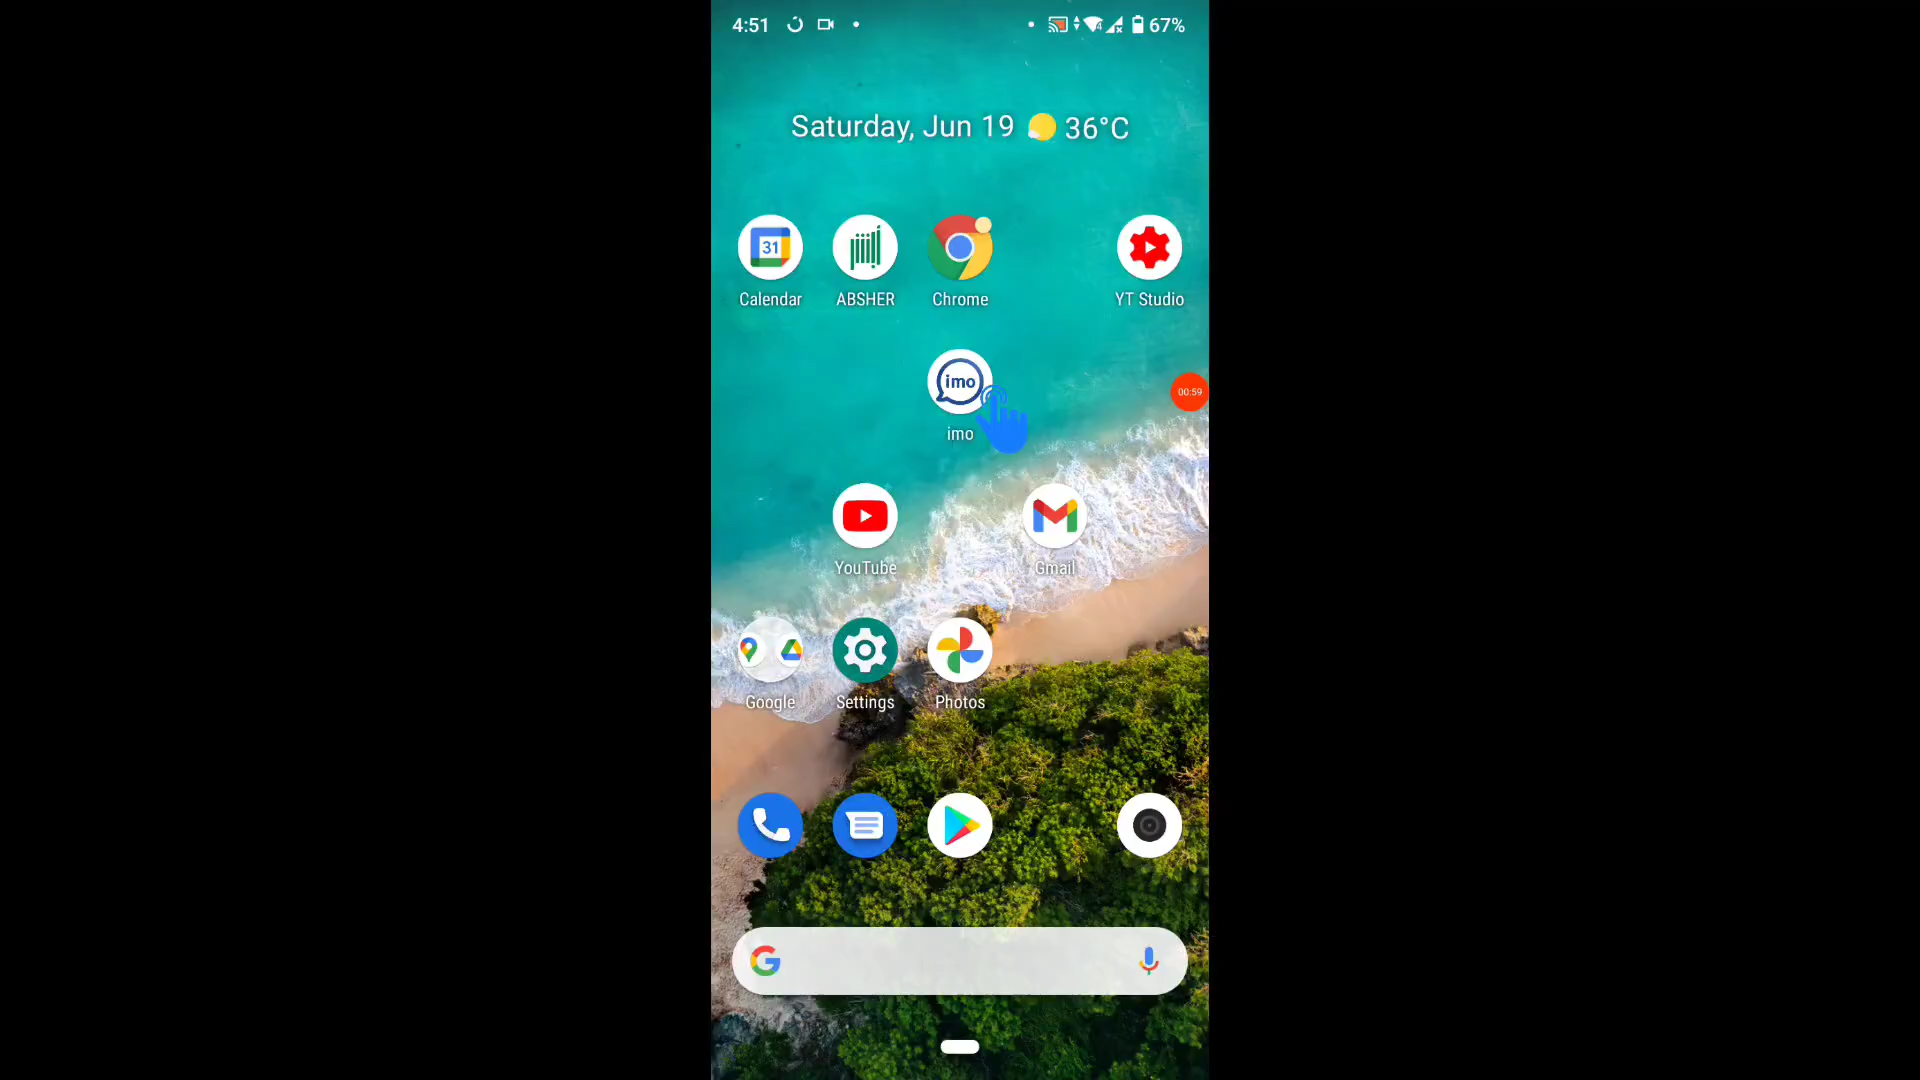 4:51 67%
Saturday, Jun 19 36°C
31
Calendar ABSHER Chrome YT Studio
imo
00:59
imo
YouTube Gmail
Google Settings Photos